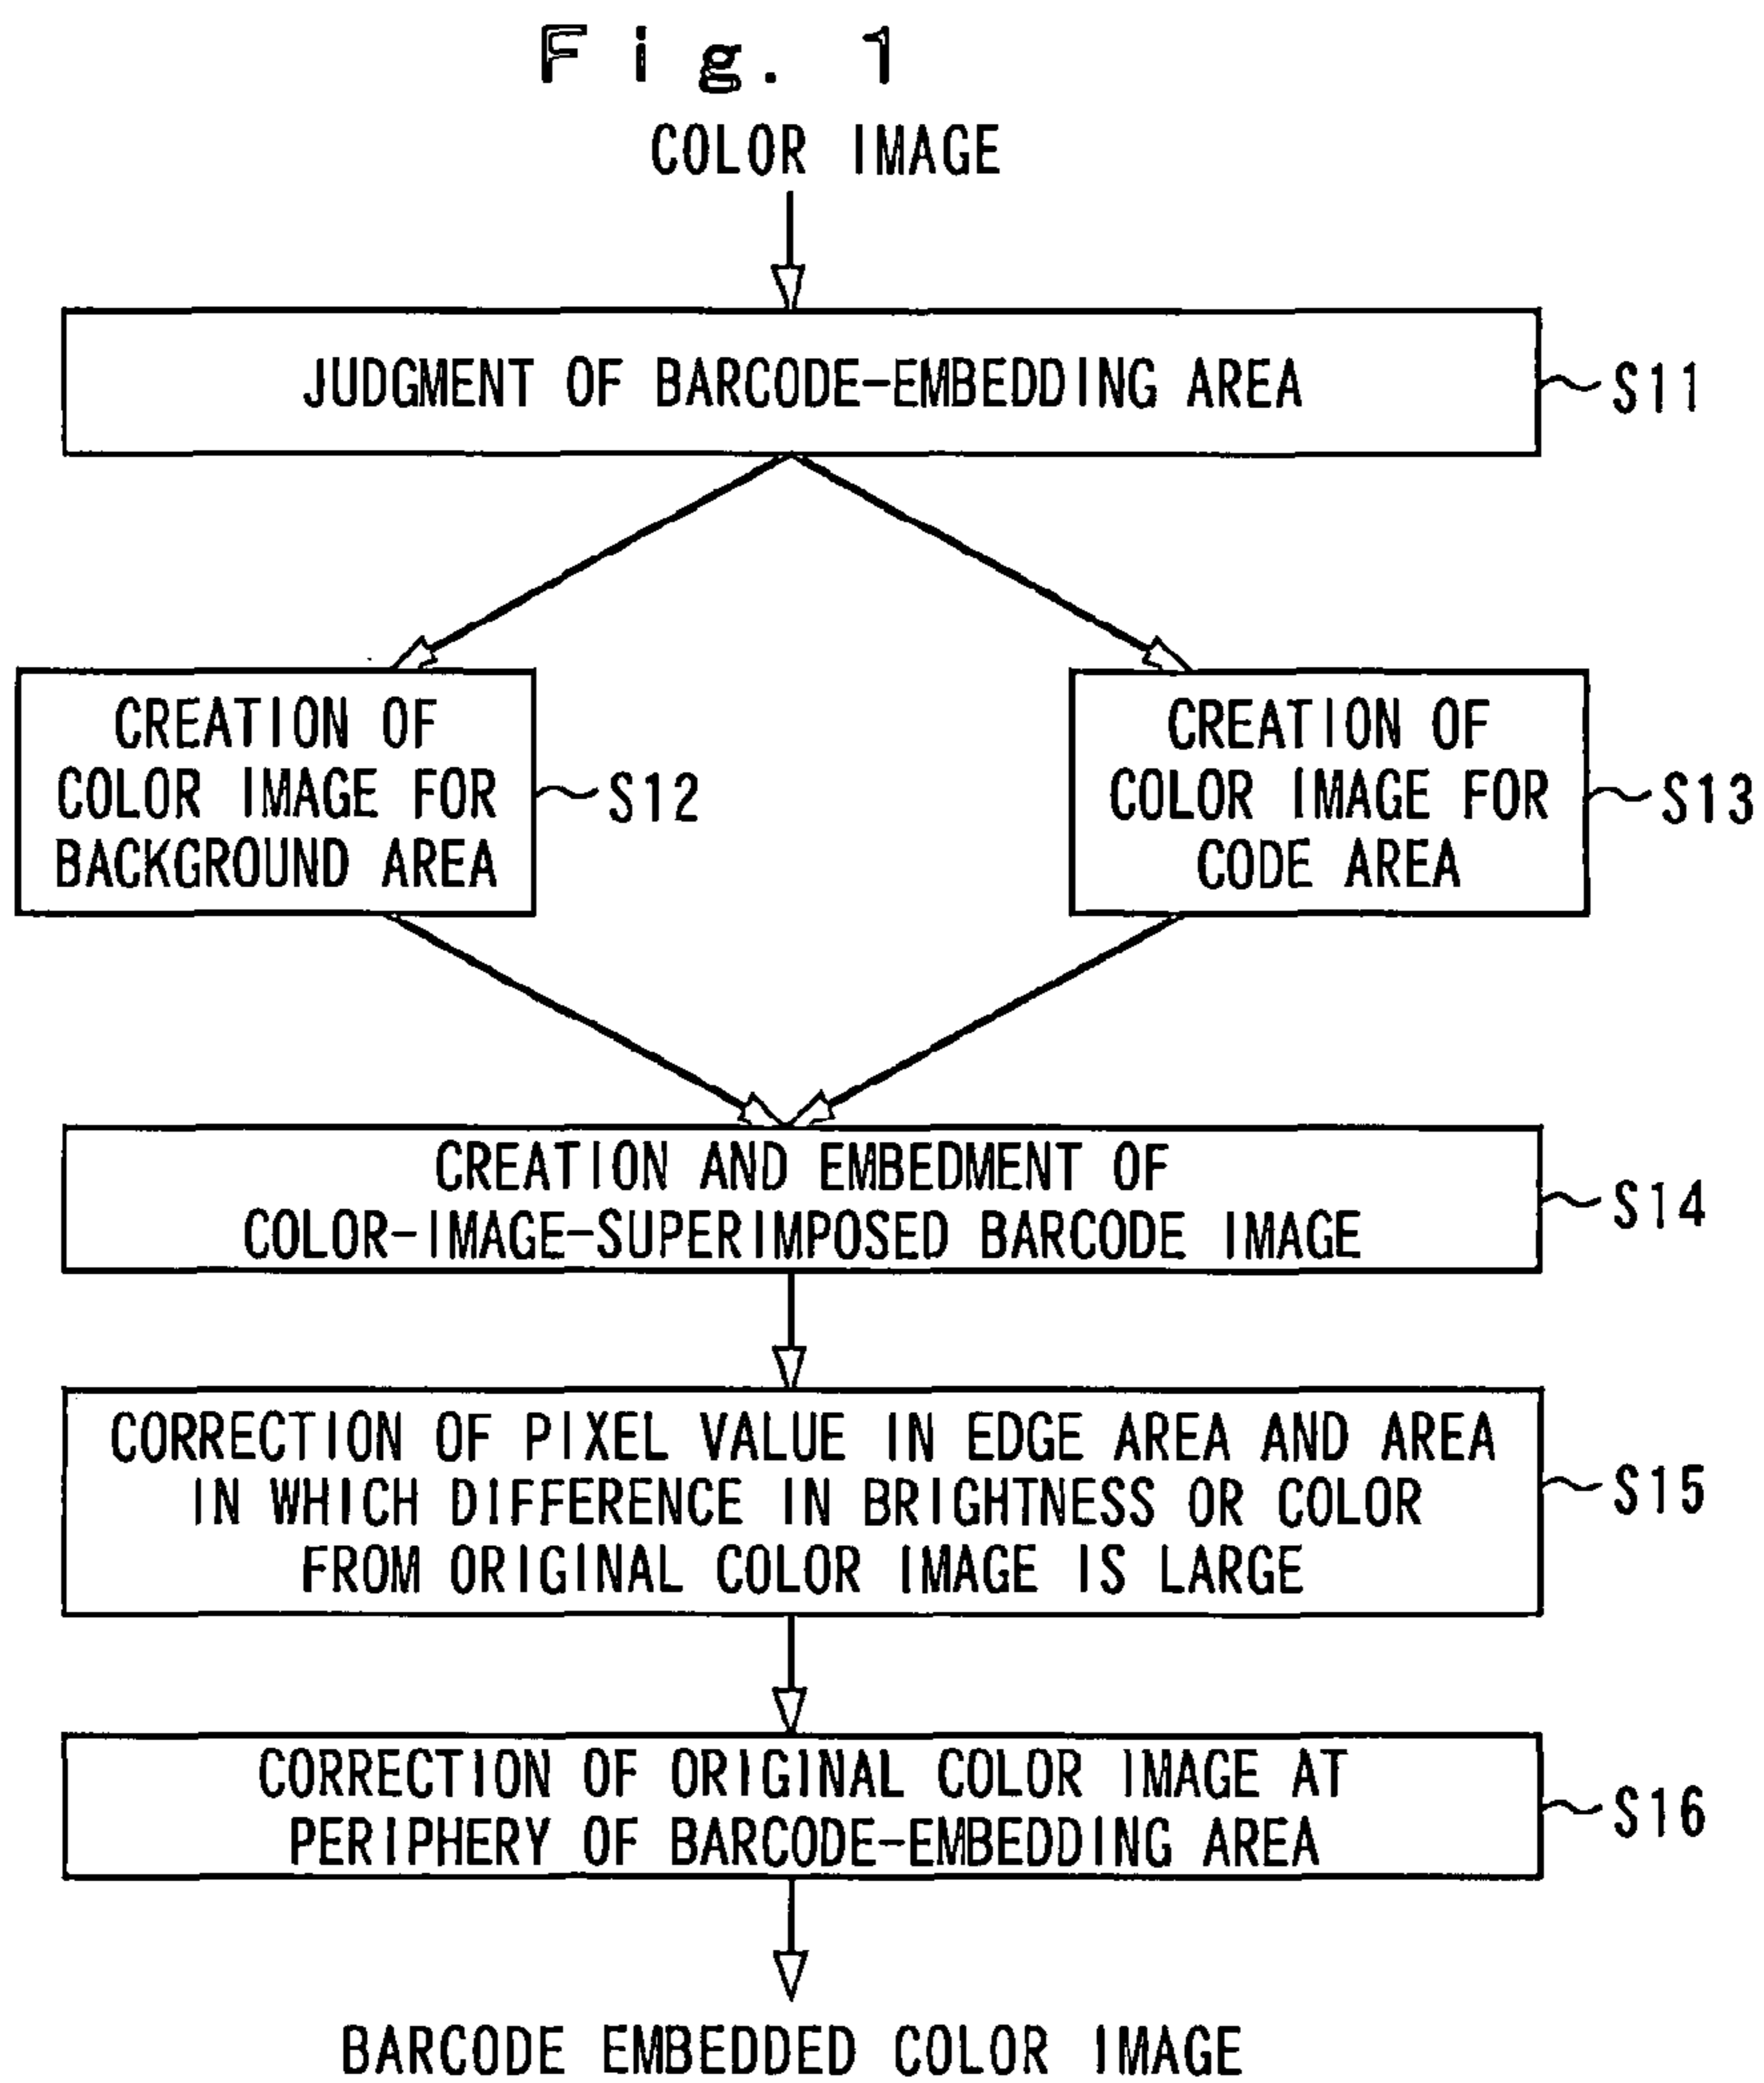 Fig. 1
COLOR IMAGE
JUDGMENT OF BARCODE-EMBEDDING AREA
S11
CREATION OF
COLOR IMAGE FOR
BACKGROUND AREA
S12
CREATION OF
COLOR IMAGE FOR
CODE AREA
S13
CREATION AND EMBEDMENT OF
COLOR-IMAGE-SUPERIMPOSED BARCODE IMAGE
S14
CORRECTION OF PIXEL VALUE IN EDGE AREA AND AREA
IN WHICH DIFFERENCE IN BRIGHTNESS OR COLOR
FROM ORIGINAL COLOR IMAGE IS LARGE
S15
CORRECTION OF ORIGINAL COLOR IMAGE AT
PERIPHERY OF BARCODE-EMBEDDING AREA
S16
BARCODE EMBEDDED COLOR IMAGE